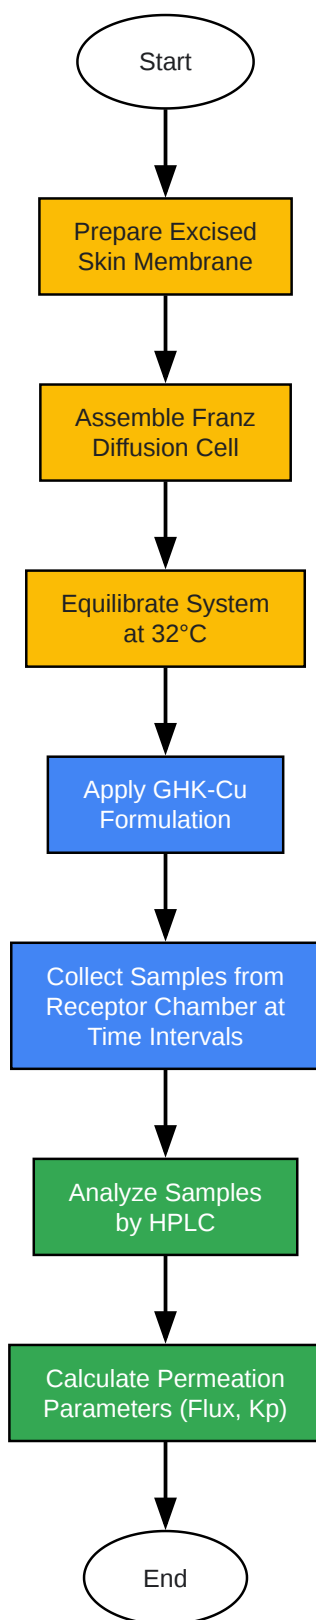 Start
Prepare Excised
Skin Membrane
Assemble Franz
Diffusion Cell
Equilibrate System
at 32°C
Apply GHK-Cu
Formulation
Collect Samples from
Receptor Chamber at
Time Intervals
Analyze Samples
by HPLC
Calculate Permeation
Parameters (Flux, Kp)
End